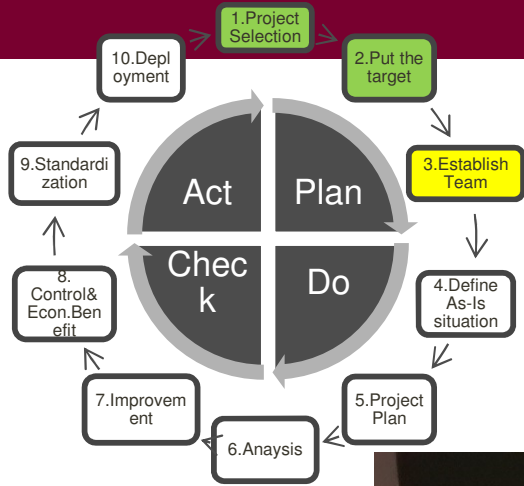 1.Project
Selection
2.Put the
target
3.Establish
Team
4.Define
As-Is
situation
5.Project
Plan
6.Anaysis
7.Improvem
ent
8.
Control&
Econ.Ben
efit
9.Standardi
zation
10.Depl
oyment
Act
Plan
Chec
k
Do